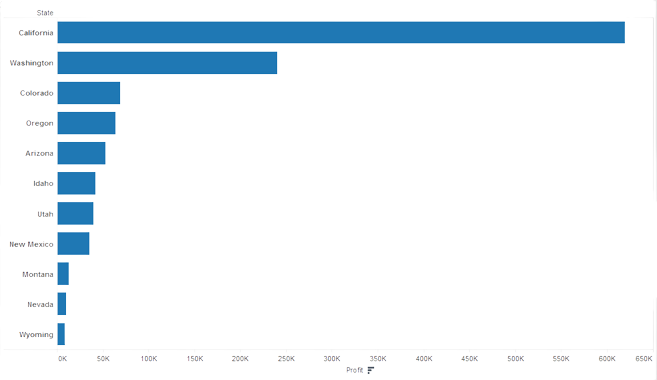 State
California
Washington
Colorado
Oregon
Arizona
Idaho
Utah
New Mexico
Montana
Nevada
Wyoming
0K 50K 100K 150K 200K 250K 300K 350K 400K 450K 500K 550K 600K 650K
Profit